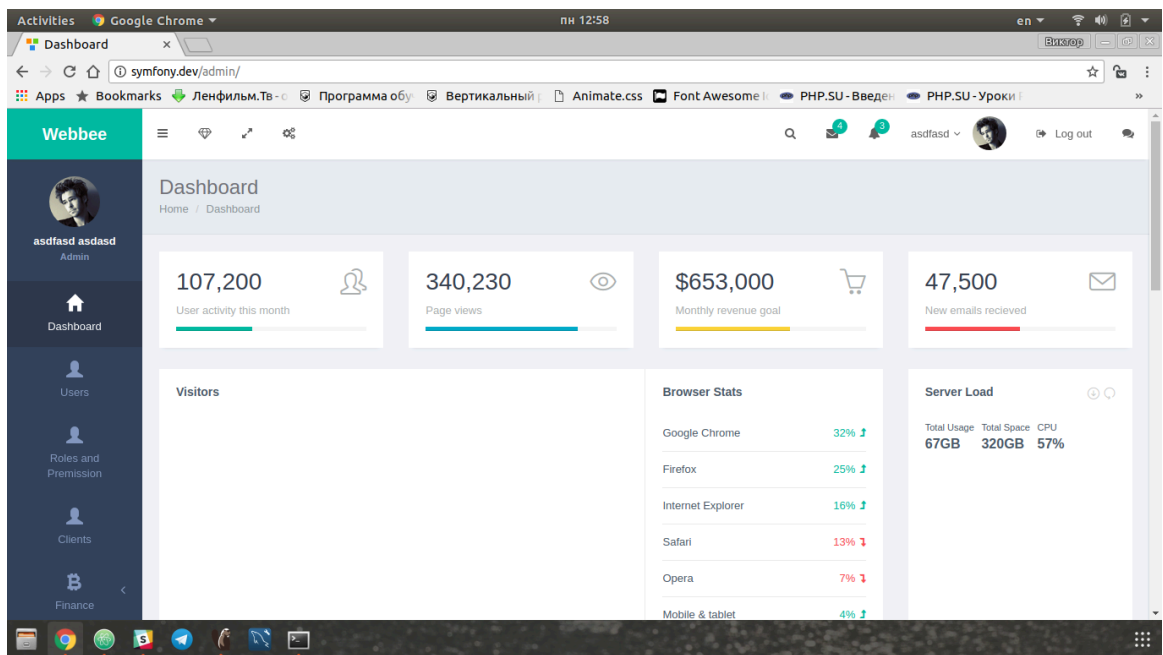 Activities Google Chrome пн 12:58 en
Dashboard Виктор
symfony.dev/admin/
Apps Bookmarks Ленфильм.Тв - Программа обу Вертикальный Animate.css Font Awesome PHP.SU - Введен PHP.SU - Уроки »
Webbee 4 3 asdfasd Log out
Dashboard
Home / Dashboard
asdfasd asdasd
Admin
107,200 340,230 $653,000 47,500
User activity this month Page views Monthly revenue goal New emails recieved
Dashboard
Users
Roles and
Premission
Clients
Finance
Visitors
Browser Stats
Google Chrome 32%
Firefox 25%
Internet Explorer 16%
Safari 13%
Opera 7%
Mobile & tablet 4%
Server Load
Total Usage Total Space CPU
67GB 320GB 57%